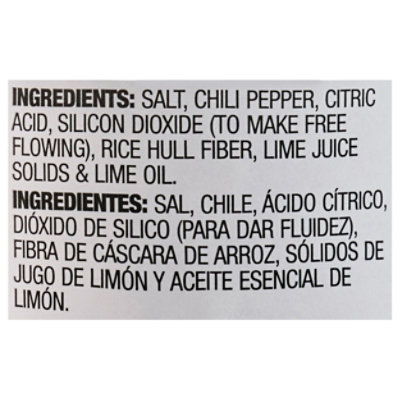 INGREDIENTS: SALT, CHILI PEPPER, CITRIC
ACID, SILICON DIOXIDE (TO MAKE FREE
FLOWING), RICE HULL FIBER, LIME JUICE
SOLIDS & LIME OIL.
INGREDIENTES: SAL, CHILE, ÁCIDO CÍTRICO,
DIÓXIDO DE SILICO (PARA DAR FLUIDEZ),
FIBRA DE CÁSCARA DE ARROZ, SÓLIDOS DE
JUGO DE LIMÓN Y ACEITE ESENCIAL DE
LIMÓN.